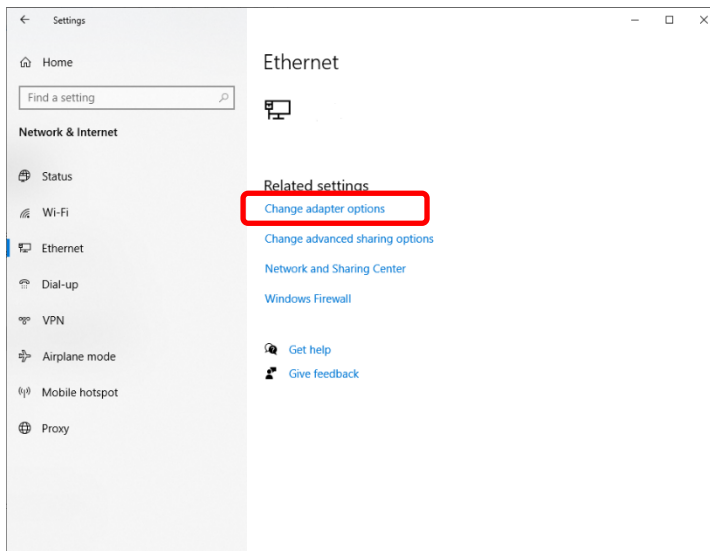 Settings
Home
Find a setting
Network & Internet
Status
Wi-Fi
Ethernet
Dial-up
VPN
Airplane mode
Mobile hotspot
Proxy
Ethernet
Related settings
Change adapter options
Change advanced sharing options
Network and Sharing Center
Windows Firewall
Get help
Give feedback